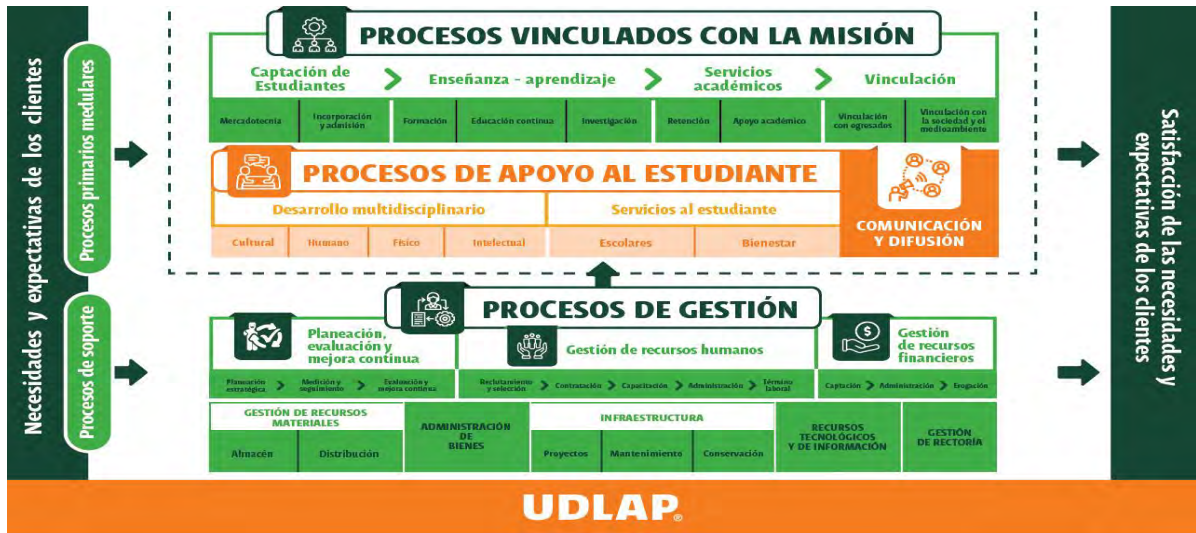 Necesidades y expectativas de los clientes
Procesos primarios medulares
Procesos de soporte
PROCESOS VINCULADOS CON LA MISIÓN
Captación de
Estudiantes
Enseñanza - aprendizaje
Servicios
académicos
Vinculación
Mercadotecnia
Incorporación
y admisión
Formación
Educación continua
Investigación
Retención
Apoyo académico
Vinculación
con egresados
Vinculación con
la sociedad y el
medioambiente
PROCESOS DE APOYO AL ESTUDIANTE
Desarrollo multidisciplinario
Servicios al estudiante
Cultural
Humano
Físico
Intelectual
Escolares
Bienestar
COMUNICACIÓN
Y DIFUSIÓN
PROCESOS DE GESTIÓN
Planeación,
evaluación y
mejora continua
Gestión de recursos humanos
Gestión
de recursos
financieros
Planeación
estratégica
Medición y
seguimiento
Evaluación y
mejora continua
Reclutamiento
y selección
Contratación
Capacitación
Administración
Término
laboral
Captación
Administración
Erogación
GESTIÓN DE RECURSOS
MATERIALES
Almacén
Distribución
ADMINISTRACIÓN
DE
BIENES
INFRAESTRUCTURA
Proyectos
Mantenimiento
Conservación
RECURSOS
TECNOLÓGICOS
Y DE INFORMACIÓN
GESTIÓN
DE RECTORÍA
Satisfacción de las necesidades y
expectativas de los clientes
UDLAP®